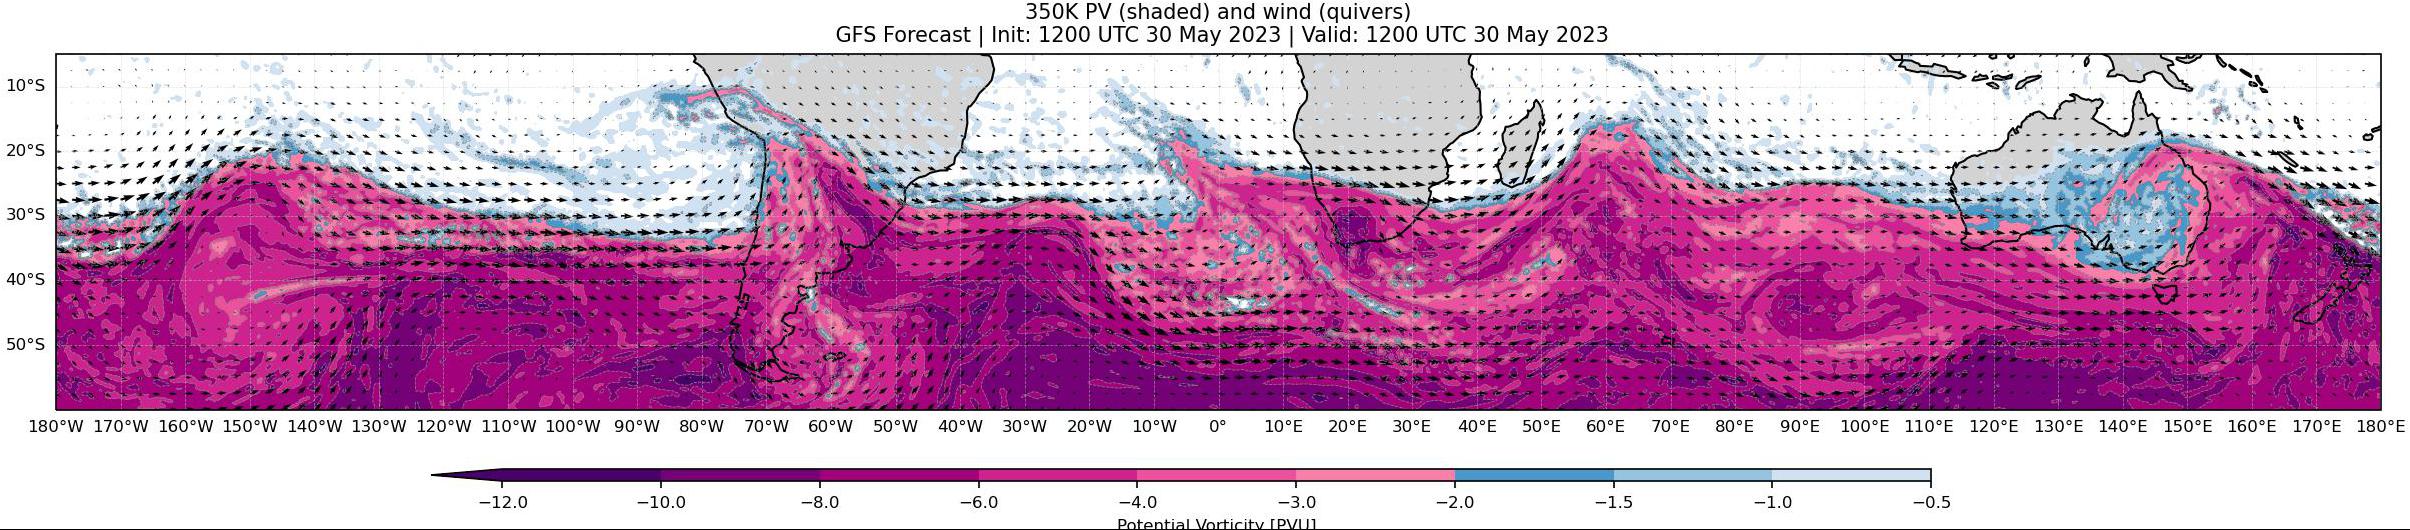 350K PV (shaded) and wind (quivers)
GFS Forecast | Init: 1200 UTC 30 May 2023 | Valid: 1200 UTC 30 May 2023
10°S
20°S
30°S
40°S
50°S
180°W 170°W 160°W 150°W 140°W 130°W 120°W 110°W 100°W 90°W 80°W 70°W 60°W 50°W 40°W 30°W 20°W 10°W 0° 10°E 20°E 30°E 40°E 50°E 60°E 70°E 80°E 90°E 100°E 110°E 120°E 130°E 140°E 150°E 160°E 170°E 180°E
−12.0 −10.0 −8.0 −6.0 −4.0 −3.0 −2.0 −1.5 −1.0 −0.5
Potential Vorticity [PVU]